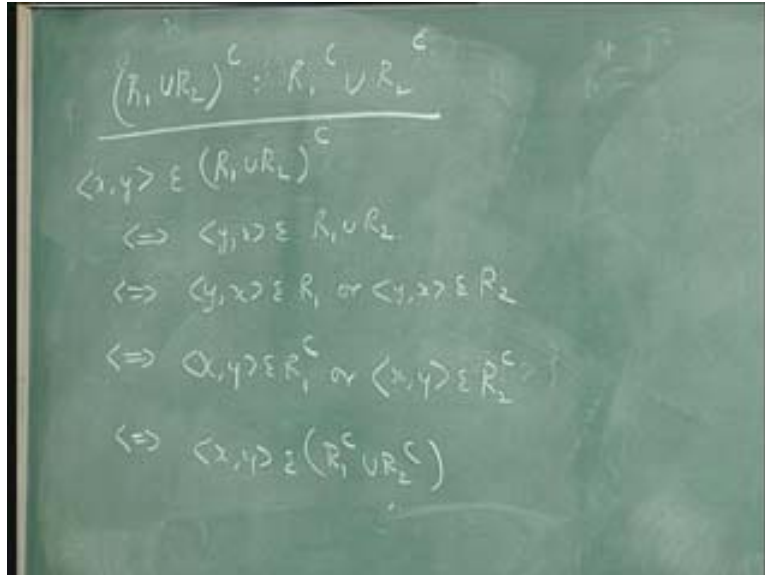 (R₁ ∪ R₂)ᶜ : R₁ᶜ ∪ R₂ᶜ
<x,y> ε (R₁ ∪ R₂)ᶜ
<=> <y,x> ε R₁ ∪ R₂.
<=> <y,x> ε R₁ or <y,x> ε R₂
<=> <x,y> ε R₁ᶜ or <x,y> ε R₂ᶜ
<=> <x,y> ε (R₁ᶜ ∪ R₂ᶜ)